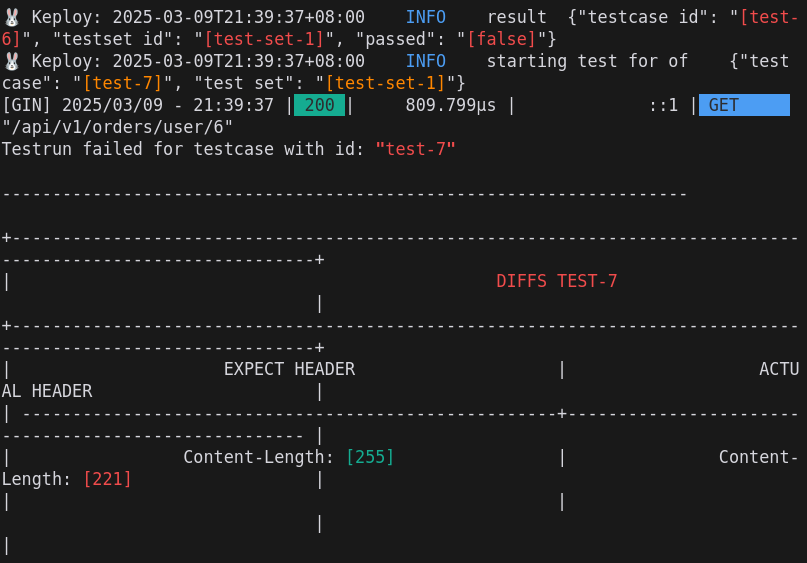 🐰 Keploy: 2025-03-09T21:39:37+08:00    INFO    result  {"testcase id": "[test-
6]", "testset id": "[test-set-1]", "passed": "[false]"}
🐰 Keploy: 2025-03-09T21:39:37+08:00    INFO    starting test for of    {"test
case": "[test-7]", "test set": "[test-set-1]"}
[GIN] 2025/03/09 - 21:39:37 | 200 |     809.799µs |             ::1 | GET
"/api/v1/orders/user/6"
Testrun failed for testcase with id: "test-7"
--------------------------------------------------------------------
+------------------------------------------------------------------------------
-------------------------------+
|                                                DIFFS TEST-7
                               |
+------------------------------------------------------------------------------
-------------------------------+
|                     EXPECT HEADER                    |                   ACTU
AL HEADER                      |
| -----------------------------------------------------+-----------------------
------------------------------ |
|                 Content-Length: [255]                |               Content-
Length: [221]                  |
|                                                      |
                               |
|